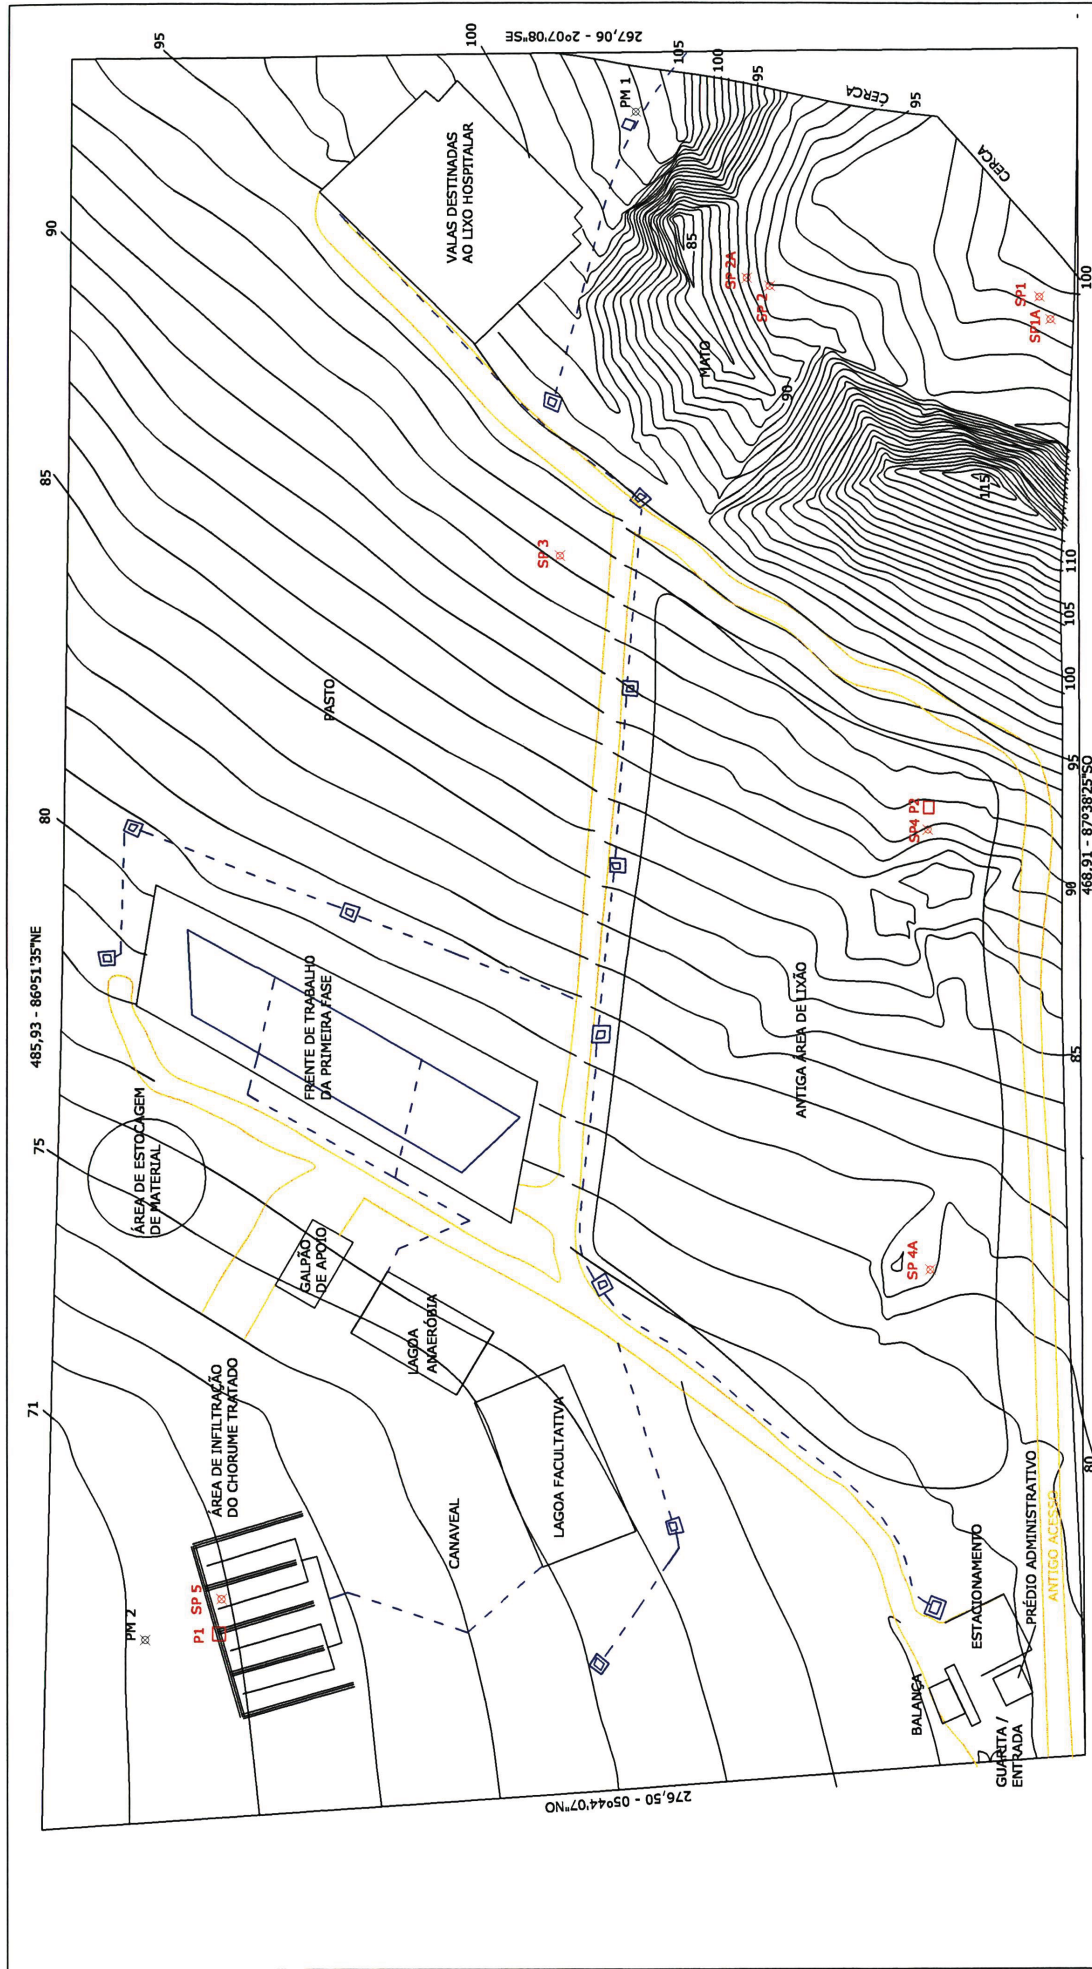 95
100
267,06 - 2º07'08"SE
105
100
95
PM 1
CERCA
95
CERCA
90
VALAS DESTINADAS
AO LIXO HOSPITALAR
85
SP 2A
SP 2
SP1
SP1A
100
MATO
90
85
115
SP 3
110
105
100
95
PASTO
80
SP4 P2
90
468,91 - 87º38'25"SO
485,93 - 86º51'35"NE
FRENTE DE TRABALHO
DA PRIMEIRA FASE
ANTIGA ÁREA DE LIXÃO
85
75
ÁREA DE ESTOCAGEM
DE MATERIAL
GALPÃO
DE APOIO
SP 4A
LAGOA
ANAERÓBIA
71
ÁREA DE INFILTRAÇÃO
DO CHORUME TRATADO
LAGOA FACULTATIVA
80
CANAVEAL
PRÉDIO ADMINISTRATIVO
ANTIGO ACESSO
ESTACIONAMENTO
PM 2
P1 SP 5
BALANÇA
GUARITA /
ENTRADA
276,50 - 05º44'07"NO